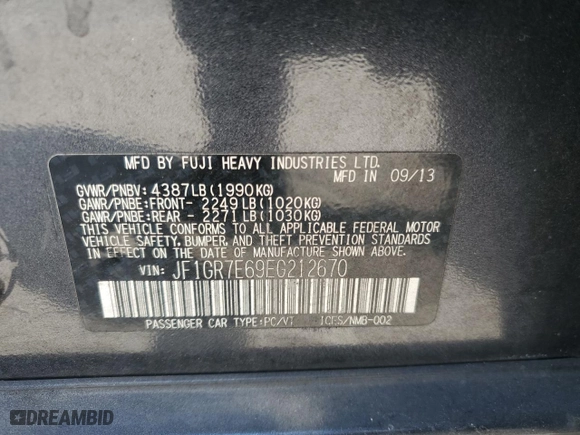 MFD BY FUJI HEAVY INDUSTRIES LTD.
MFD IN 09/13
GVWR/PNBV: 4387LB (1990KG)
GAWR/PNBE:FRONT- 2249LB (1020KG)
GAWR/PNBE:REAR - 2271LB (1030KG)
THIS VEHICLE CONFORMS TO ALL APPLICABLE FEDERAL MOTOR
VEHICLE SAFETY, BUMPER, AND THEFT PREVENTION STANDARDS
IN EFFECT ON THE DATE OF MANUFACTURE SHOWN ABOVE.
VIN: JF1GR7E69EG212670
PASSENGER CAR TYPE:PC/VT ICES/NMB-002
DREAMBID